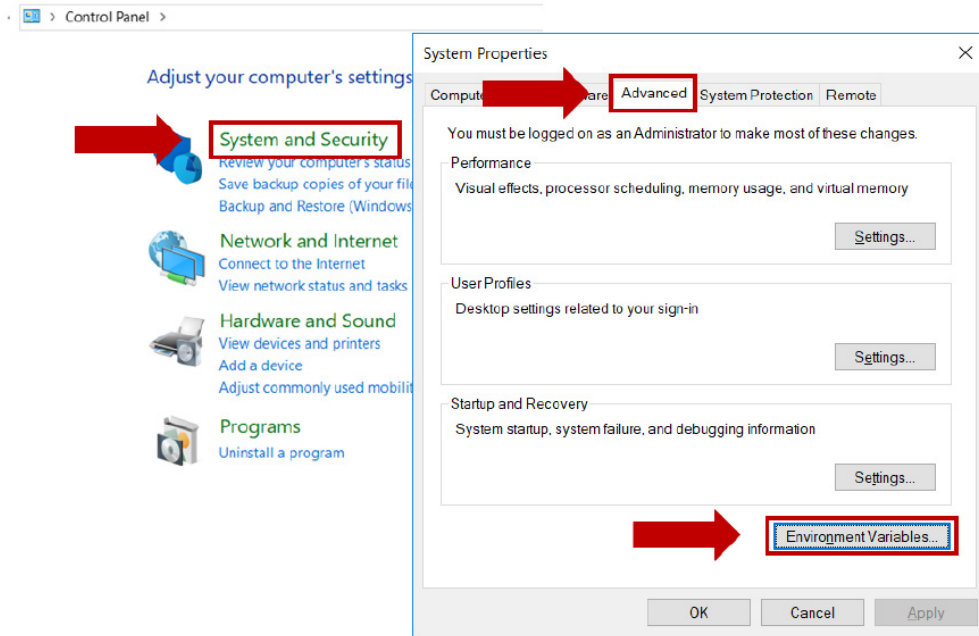 Control Panel
Adjust your computer's settings
System and Security
Review your computer's status
Save backup copies of your
Backup and Restore (Windows
Network and Internet
Connect to the Internet
View network status and tasks
Hardware and Sound
View devices and printers
Add a device
Adjust commonly used
Programs
Uninstall a program
System Properties
Advanced
System Protection
Remote
You must be logged on as an Administrator to make most of these changes.
Performance
Visual effects, processor scheduling, memory usage, and virtual memory
Settings...
User Profiles
Desktop settings related to your sign-in
Settings...
Startup and Recovery
System startup, system failure, and debugging information
Settings...
Environment Variables...
OK
Cancel
Apply